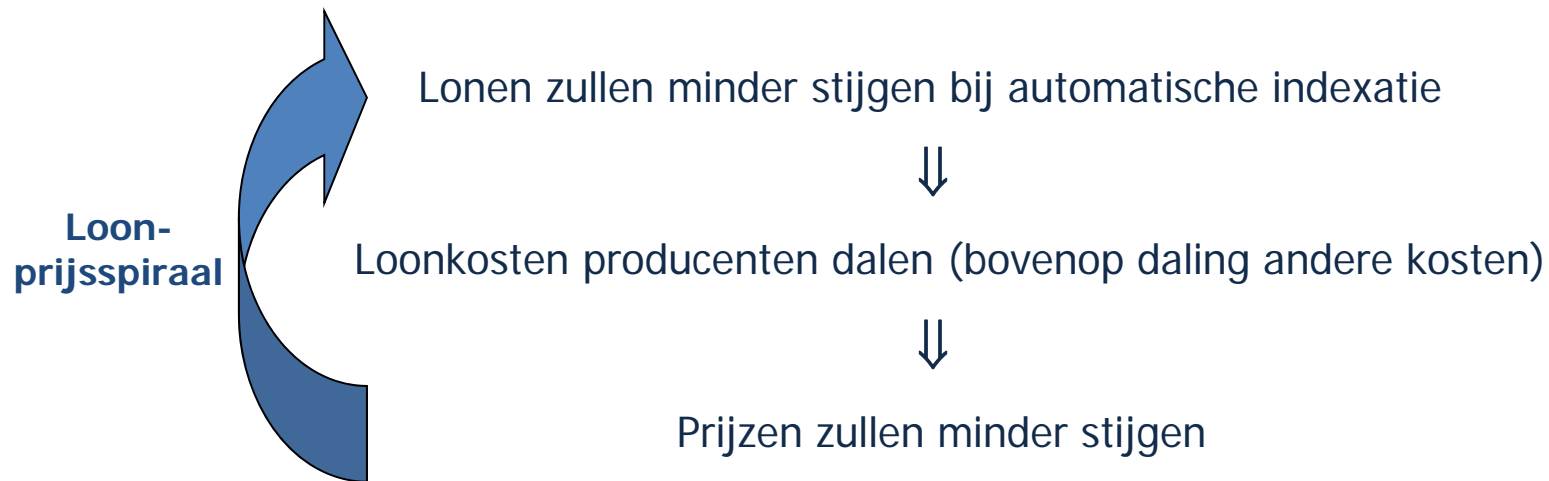 Lonen zullen minder stijgen bij automatische indexatie
⇓
Loon-
prijsspiraal
Loonkosten producenten dalen (bovenop daling andere kosten)
⇓
Prijzen zullen minder stijgen